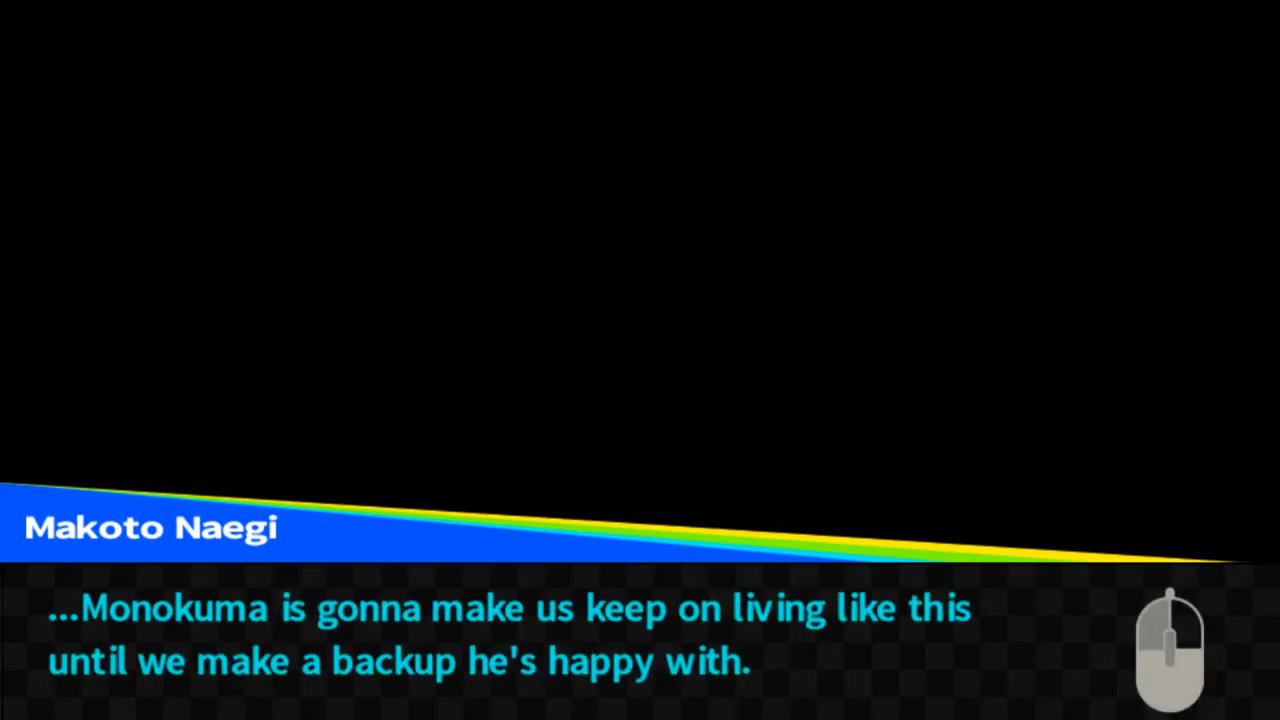 Makoto Naegi
...Monokuma is gonna make us keep on living like this
until we make a backup he's happy with.